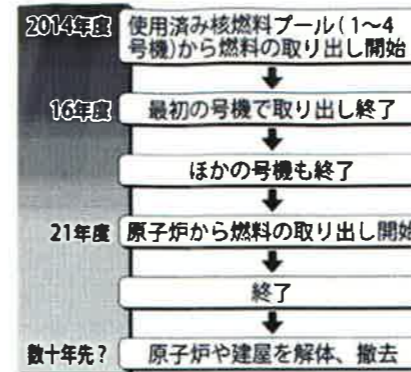 2014年度 使用済み核燃料プール(1〜4
号機)から燃料の取り出し開始
16年度 最初の号機で取り出し終了
ほかの号機も終了
21年度 原子炉から燃料の取り出し開始
終了
数十年先? 原子炉や建屋を解体、撤去